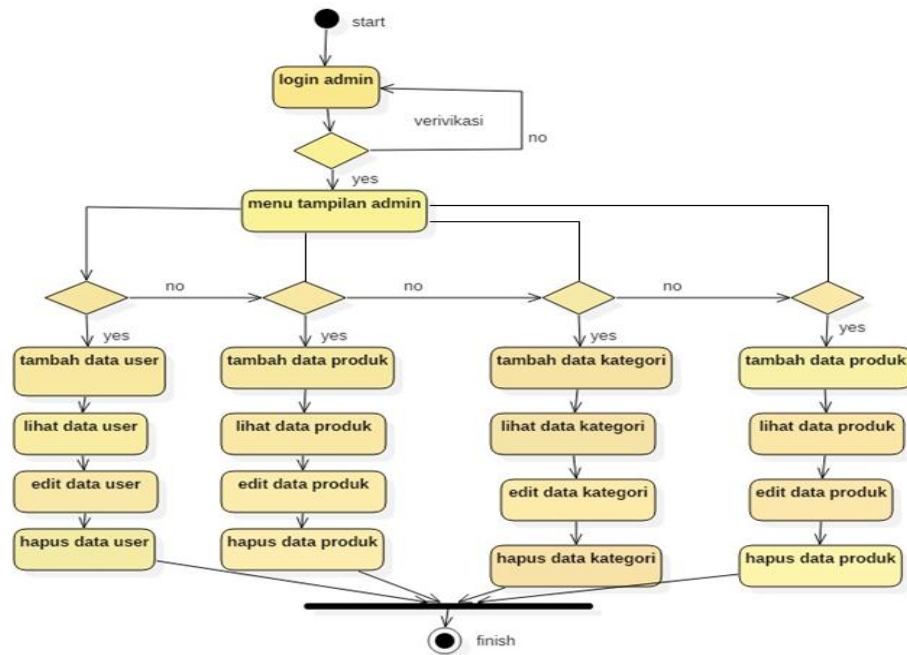 start
login admin
verivikasi
no
yes
menu tampilan admin
no
no
no
yes
yes
yes
yes
tambah data user
tambah data produk
tambah data kategori
tambah data produk
lihat data user
lihat data produk
lihat data kategori
lihat data produk
edit data user
edit data produk
edit data kategori
edit data produk
hapus data user
hapus data produk
hapus data kategori
hapus data produk
finish